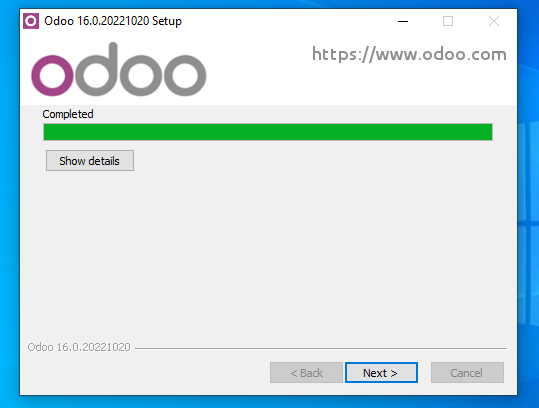 Odoo 16.0.20221020 Setup
odoo
https://www.odoo.com
Completed
Show details
Odoo 16.0.20221020
< Back
Next >
Cancel